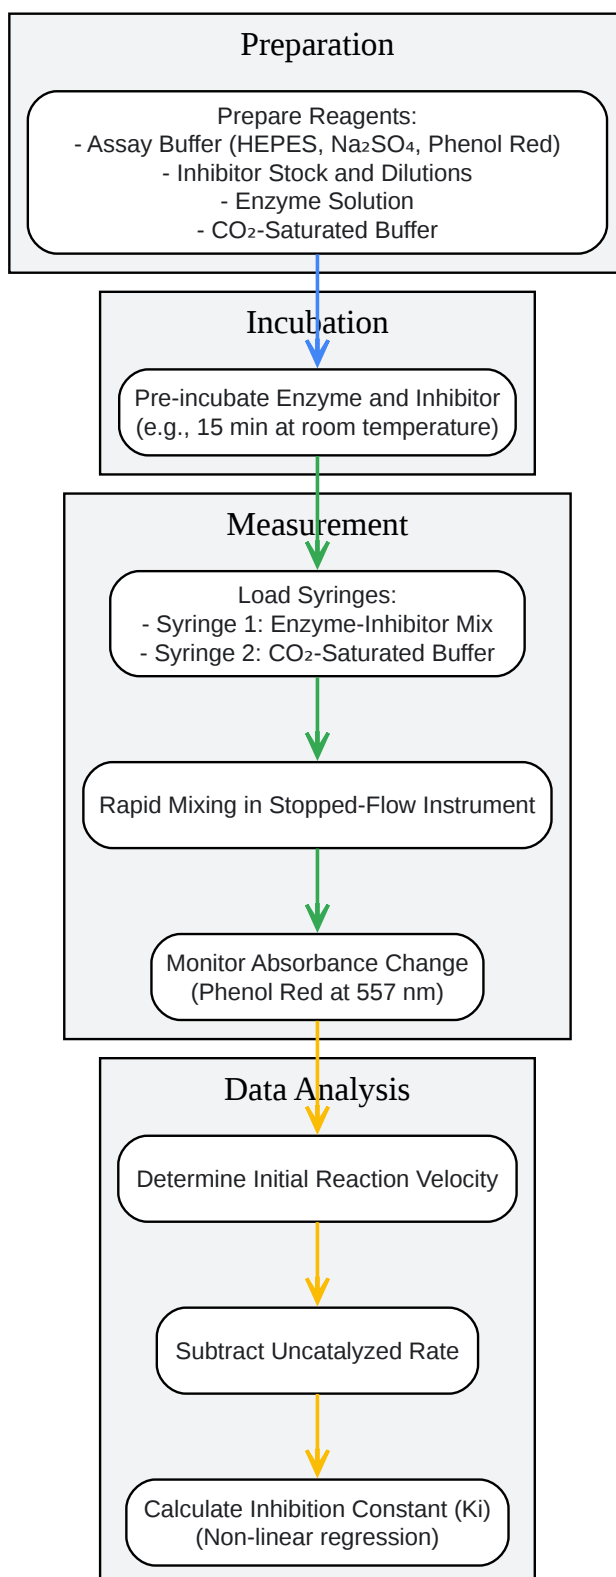 Preparation
Prepare Reagents:
- Assay Buffer (HEPES, Na₂SO₄, Phenol Red)
- Inhibitor Stock and Dilutions
- Enzyme Solution
- CO₂-Saturated Buffer
Incubation
Pre-incubate Enzyme and Inhibitor
(e.g., 15 min at room temperature)
Measurement
Load Syringes:
- Syringe 1: Enzyme-Inhibitor Mix
- Syringe 2: CO₂-Saturated Buffer
Rapid Mixing in Stopped-Flow Instrument
Monitor Absorbance Change
(Phenol Red at 557 nm)
Data Analysis
Determine Initial Reaction Velocity
Subtract Uncatalyzed Rate
Calculate Inhibition Constant (Ki)
(Non-linear regression)